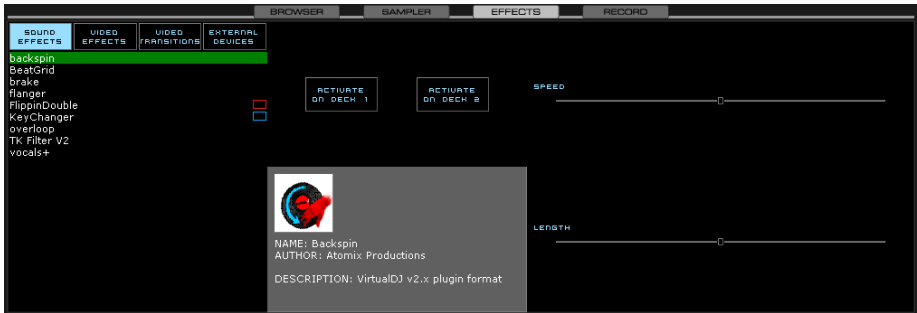 BROWSER SAMPLER EFFECTS RECORD
SOUND EFFECTS
VIDEO EFFECTS
VIDEO TRANSITIONS
EXTERNAL DEVICES
backspin
BeatGrid
brake
flanger
FlippinDouble
KeyChanger
overloop
TK Filter V2
vocals+
ACTIVATE
ON DECK 1
ACTIVATE
ON DECK 2
SPEED
LENGTH
NAME: Backspin
AUTHOR: Atomix Productions
DESCRIPTION: VirtualDJ v2.x plugin format